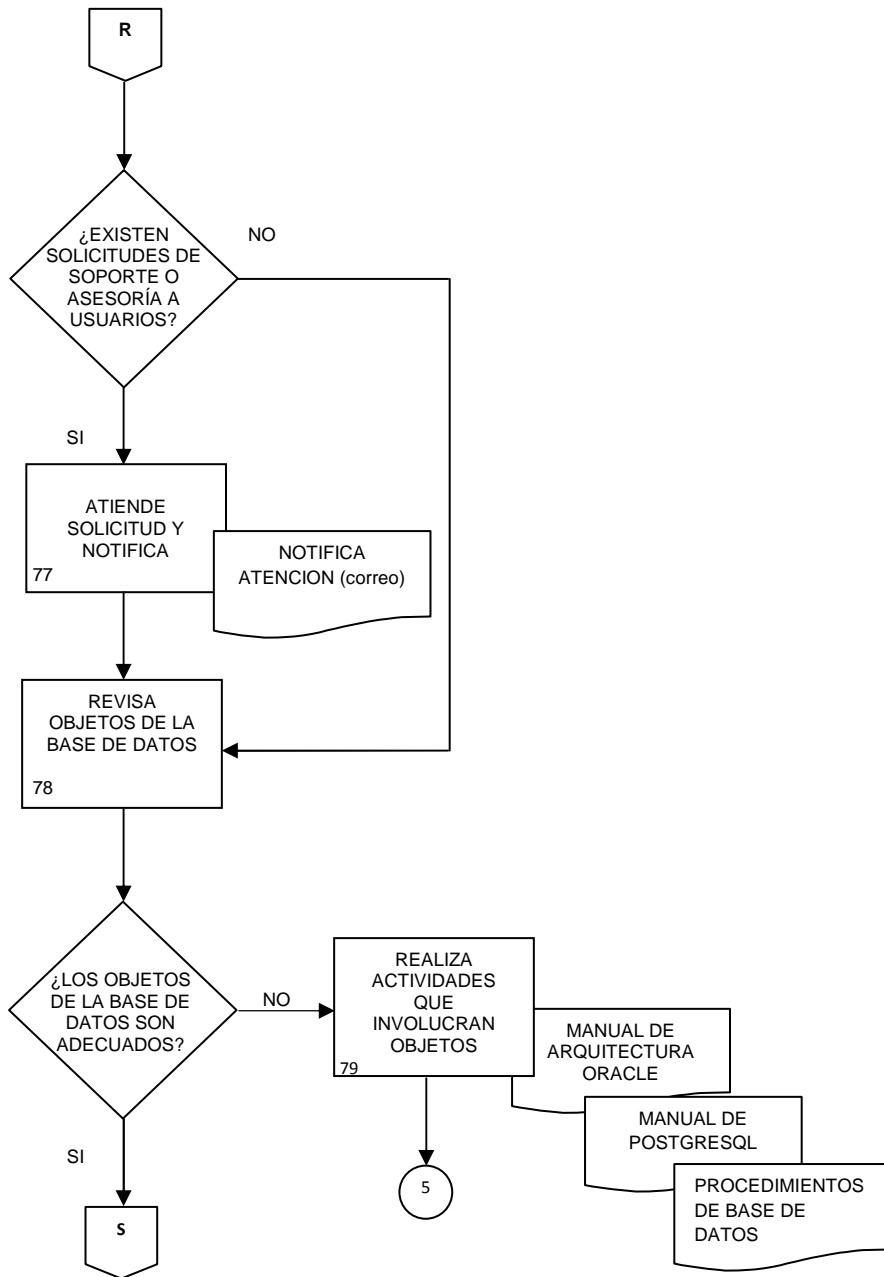 R
¿EXISTEN
SOLICITUDES DE
SOPORTE O
ASESORÍA A
USUARIOS?
NO
SI
ATIENDE
SOLICITUD Y
NOTIFICA
77
NOTIFICA
ATENCION (correo)
REVISA
OBJETOS DE LA
BASE DE DATOS
78
¿LOS OBJETOS
DE LA BASE DE
DATOS SON
ADECUADOS?
NO
REALIZA
ACTIVIDADES
QUE
INVOLUCRAN
OBJETOS
79
MANUAL DE
ARQUITECTURA
ORACLE
MANUAL DE
POSTGRESQL
PROCEDIMIENTOS
DE BASE DE
DATOS
SI
5
S